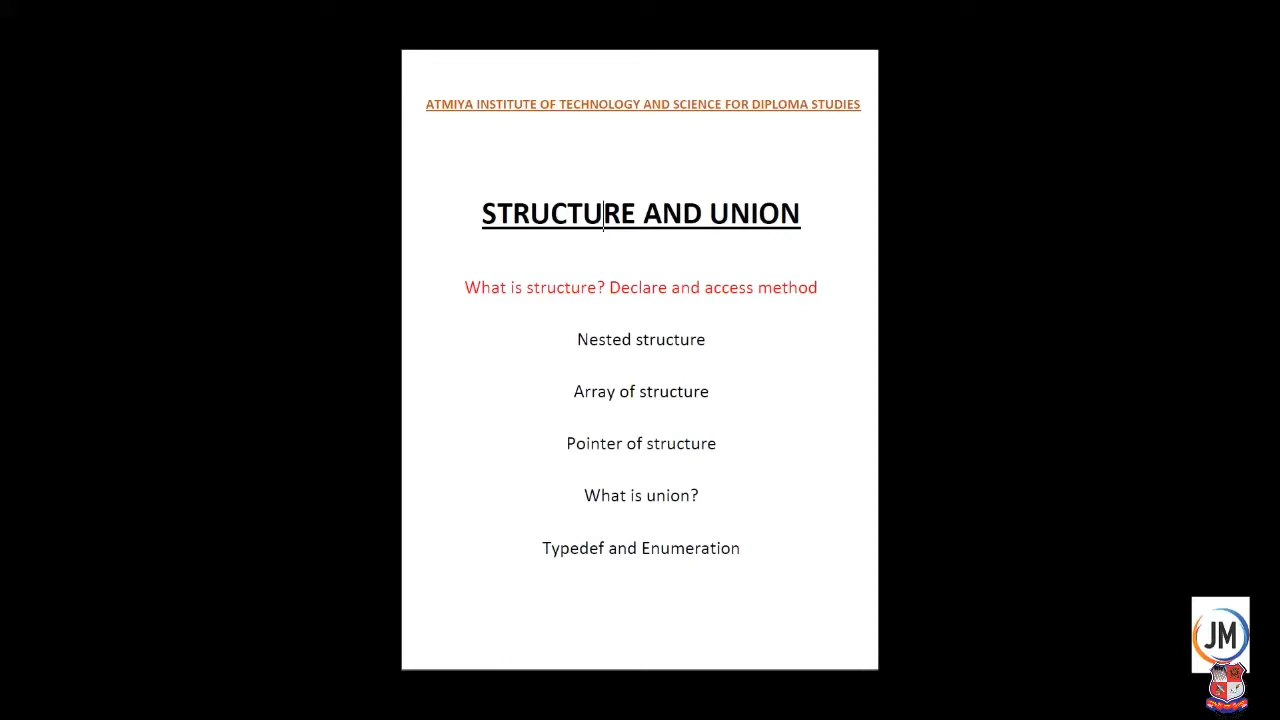 ATMIYA INSTITUTE OF TECHNOLOGY AND SCIENCE FOR DIPLOMA STUDIES
STRUCTURE AND UNION
What is structure? Declare and access method
Nested structure
Array of structure
Pointer of structure
What is union?
Typedef and Enumeration
JM